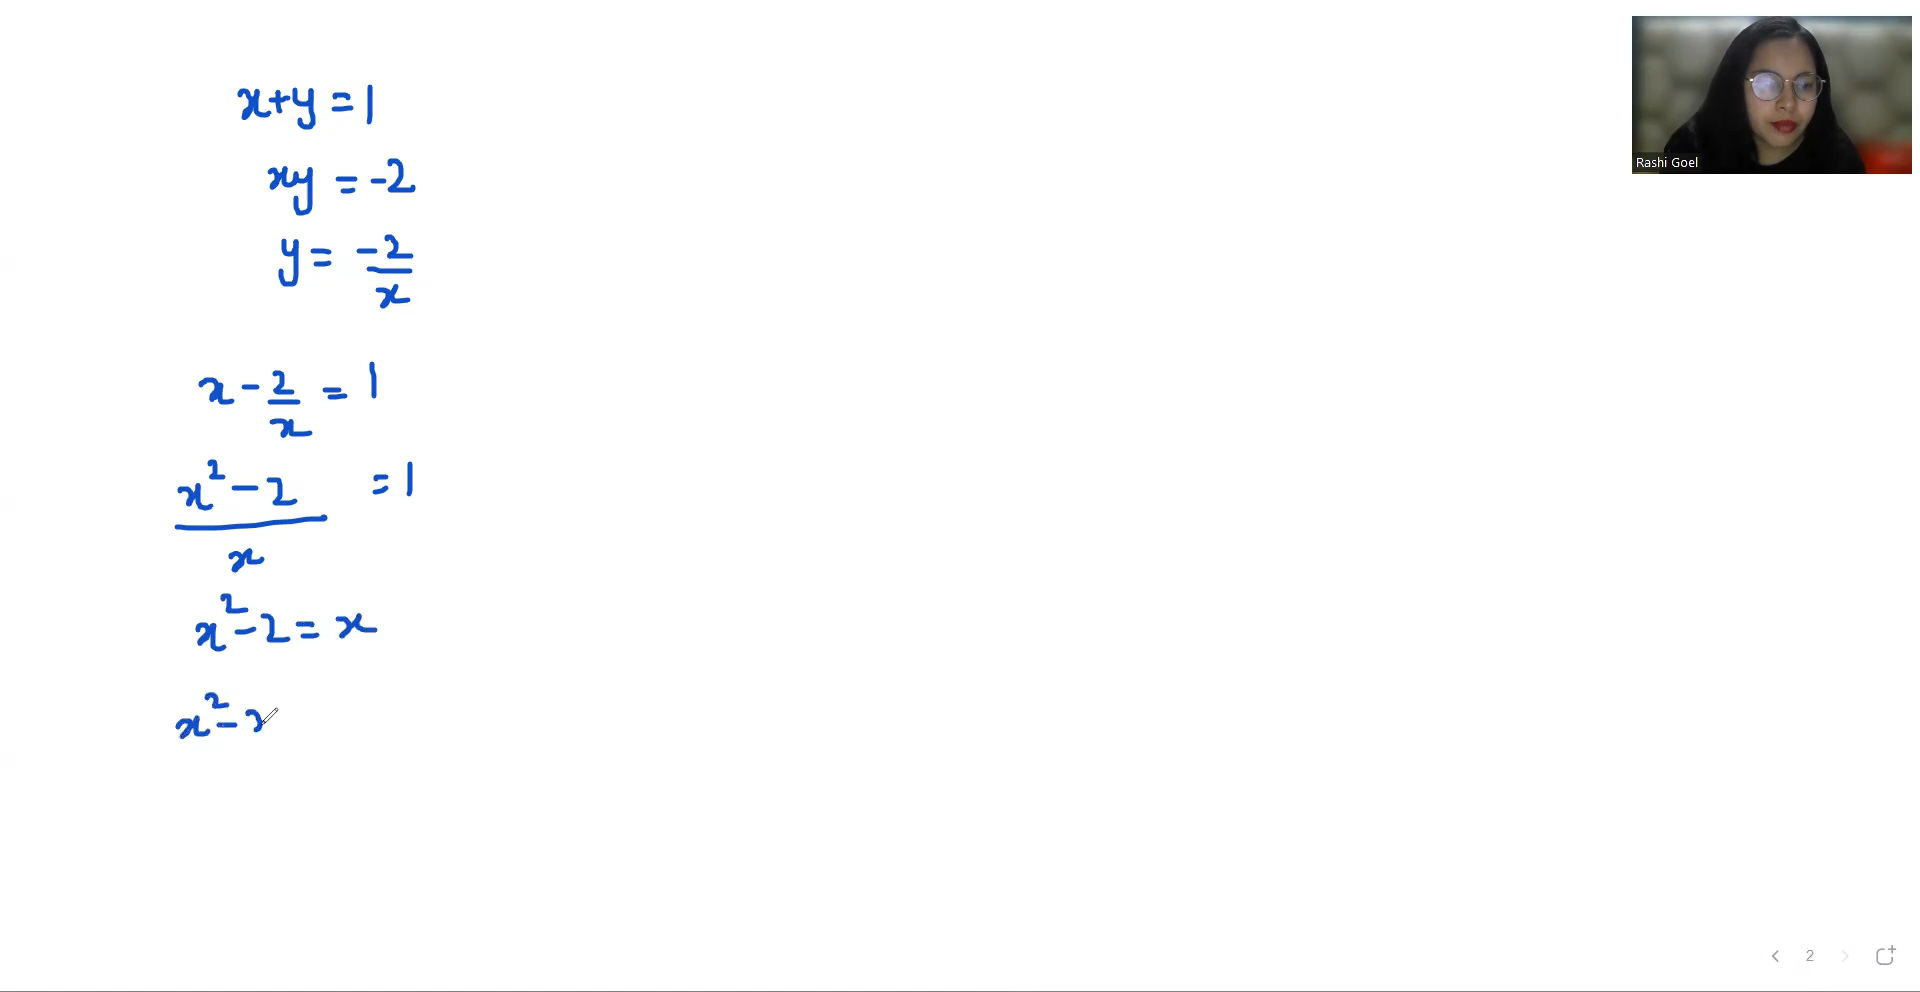 x+y=1
xy=-2
y=-2/x
x-2/x=1
x²-2/x=1
x²-2=x
x²-x
Rashi Goel
2